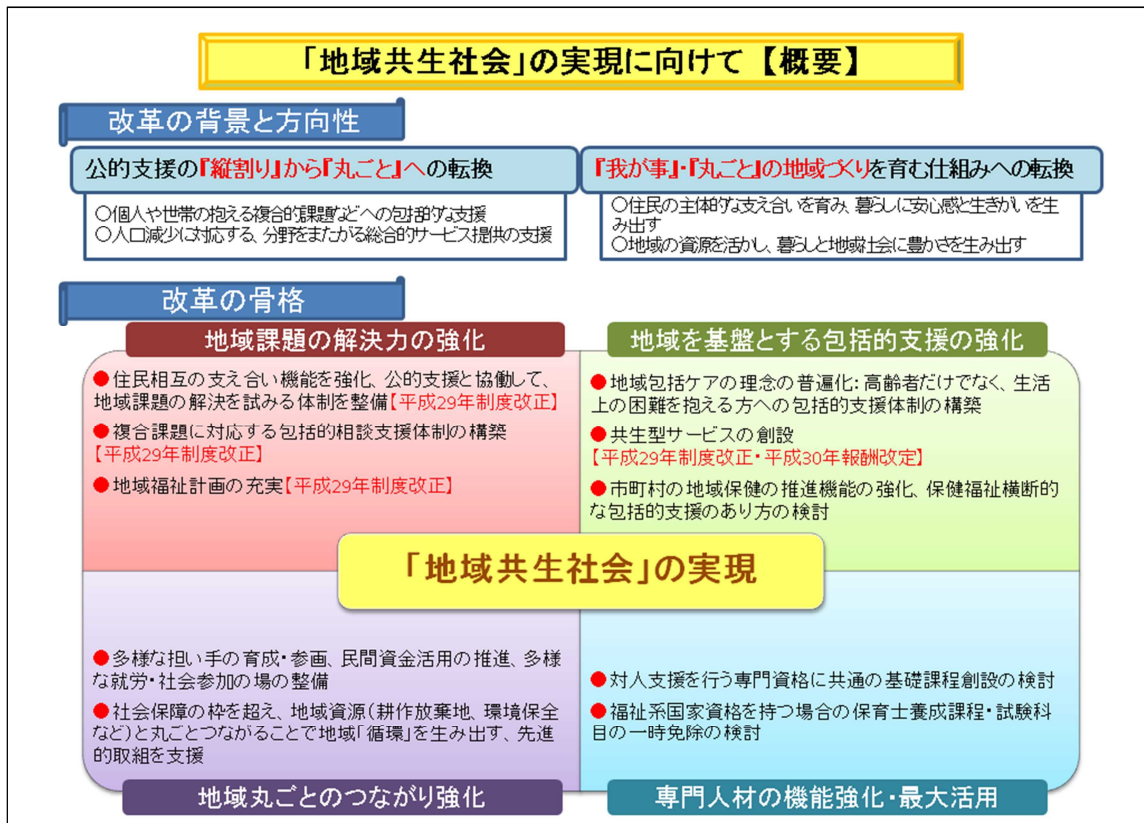 「地域共生社会」の実現に向けて【概要】
改革の背景と方向性
公的支援の『縦割り』から『丸ごと』への転換
○個人や世帯の抱える複合的課題などへの包括的な支援
○人口減少に対応する、分野をまたがる総合的サービス提供の支援
『我が事』・『丸ごと』の地域づくりを育む仕組みへの転換
○住民の主体的な支え合いを育み、暮らしに安心感と生きがいを生
み出す
○地域の資源を活かし、暮らしと地域社会に豊かさを生み出す
改革の骨格
地域課題の解決力の強化
●住民相互の支え合い機能を強化、公的支援と協働して、
地域課題の解決を試みる体制を整備【平成29年制度改正】
●複合課題に対応する包括的相談支援体制の構築
【平成29年制度改正】
●地域福祉計画の充実【平成29年制度改正】
地域を基盤とする包括的支援の強化
●地域包括ケアの理念の普遍化：高齢者だけでなく、生活
上の困難を抱える方への包括的支援体制の構築
●共生型サービスの創設
【平成29年制度改正・平成30年報酬改定】
●市町村の地域保健の推進機能の強化、保健福祉横断的
な包括的支援のあり方の検討
「地域共生社会」の実現
●多様な担い手の育成・参画、民間資金活用の推進、多様
な就労・社会参加の場の整備
●社会保障の枠を超え、地域資源（耕作放棄地、環境保全
など）と丸ごとつながることで地域「循環」を生み出す、先進
的取組を支援
地域丸ごとのつながり強化
●対人支援を行う専門資格に共通の基礎課程創設の検討
●福祉系国家資格を持つ場合の保育士養成課程・試験科
目の一時免除の検討
専門人材の機能強化・最大活用